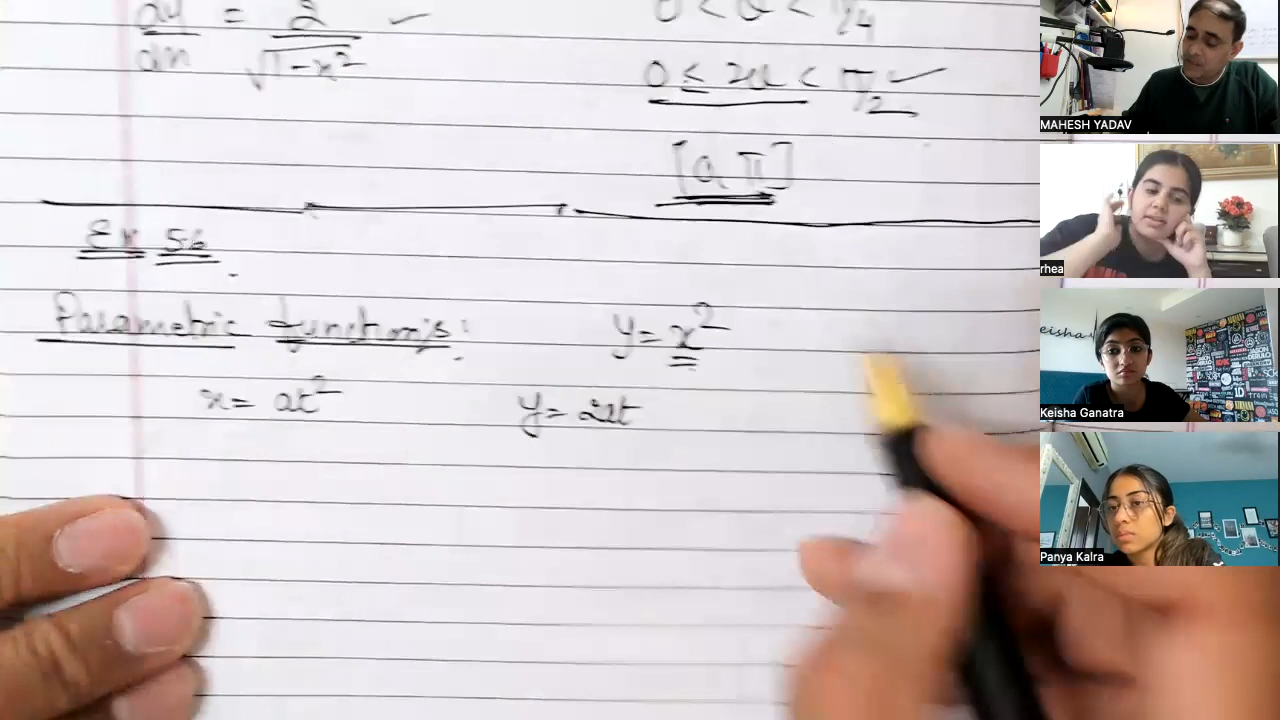 dy/dx = 2/√1-x² ✓
0 ≤ 2u < π/2 ✓
Ex 5.6
Parametric functions:
y = x²
x = at²
y = 2at
MAHESH YADAV
rhea
Keisha Ganatra
Panya Kalra